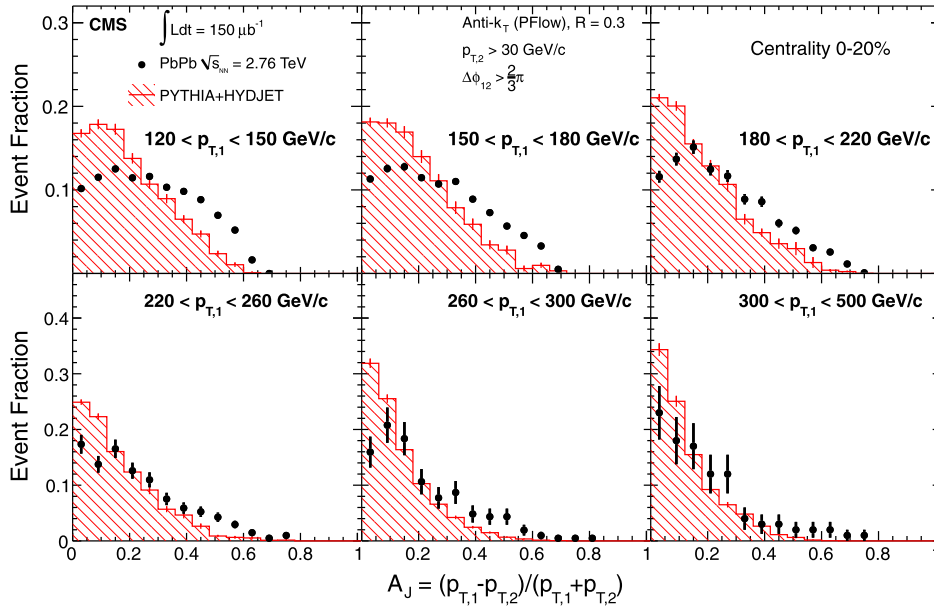 CMS
∫ Ldt = 150 μb⁻¹
PbPb √s_NN = 2.76 TeV
PYTHIA+HYDJET
120 < p_T,1 < 150 GeV/c
Anti-k_T (PFlow), R = 0.3
p_T,2 > 30 GeV/c
Δϕ_12 > 2/3 π
150 < p_T,1 < 180 GeV/c
Centrality 0-20%
180 < p_T,1 < 220 GeV/c
Event Fraction
0.3
0.2
0.1
220 < p_T,1 < 260 GeV/c
260 < p_T,1 < 300 GeV/c
300 < p_T,1 < 500 GeV/c
Event Fraction
0.4
0.3
0.2
0.1
0
0 0.2 0.4 0.6 0.8 1 0.2 0.4 0.6 0.8 1 0.2 0.4 0.6 0.8
A_J = (p_T,1-p_T,2)/(p_T,1+p_T,2)